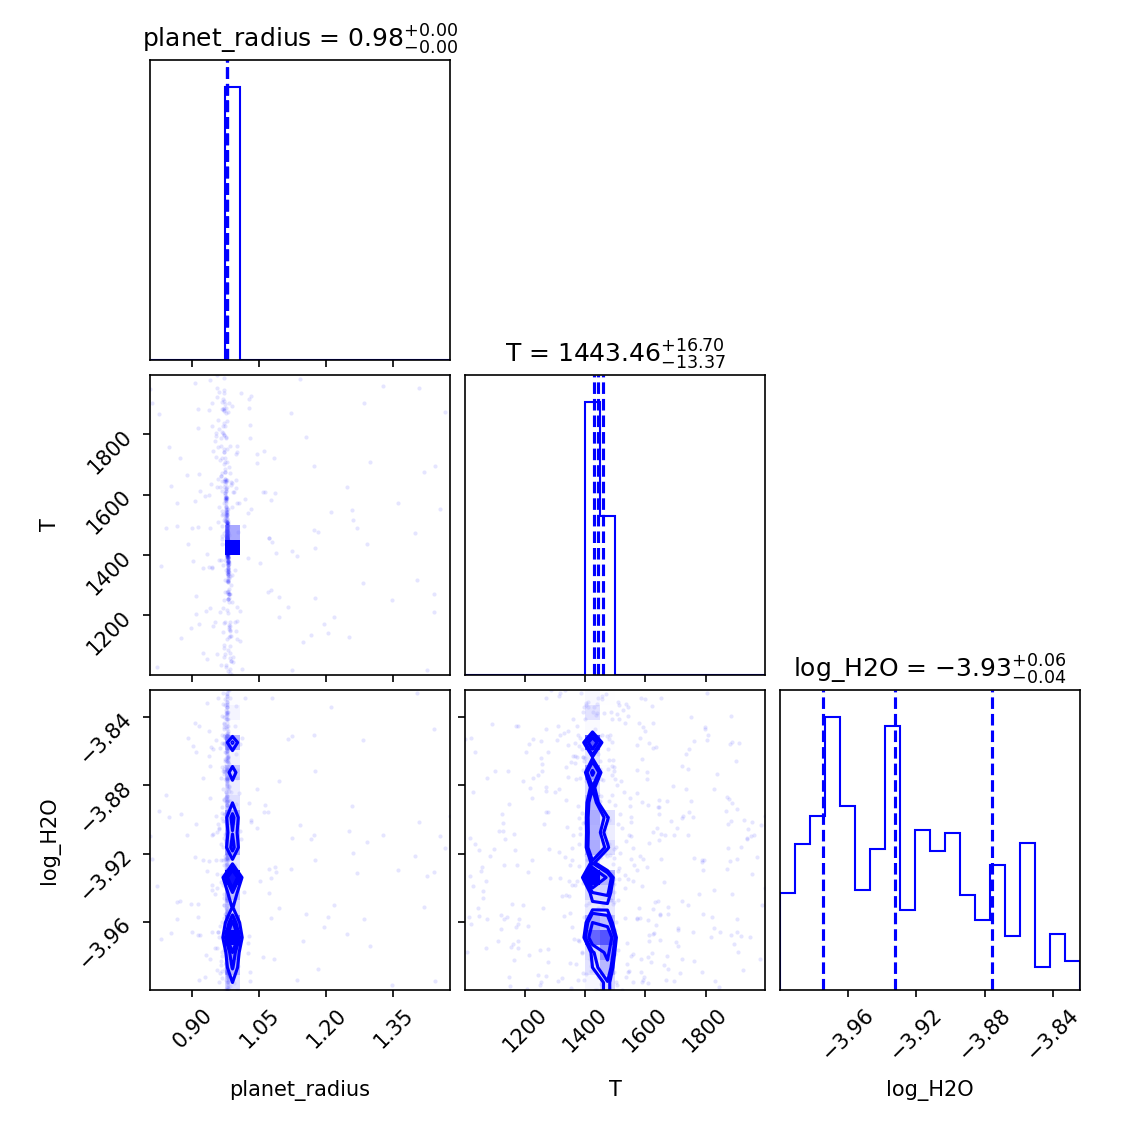 planet_radius = 0.98+0.00 −0.00
T = 1443.46+16.70 −13.37
1800
1600
1400
1200
T
log_H2O = −3.93+0.06 −0.04
−3.84
−3.88
−3.92
−3.96
log_H2O
0.90 1.05 1.20 1.35
1200 1400 1600 1800
−3.96 −3.92 −3.88 −3.84
planet_radius T log_H2O